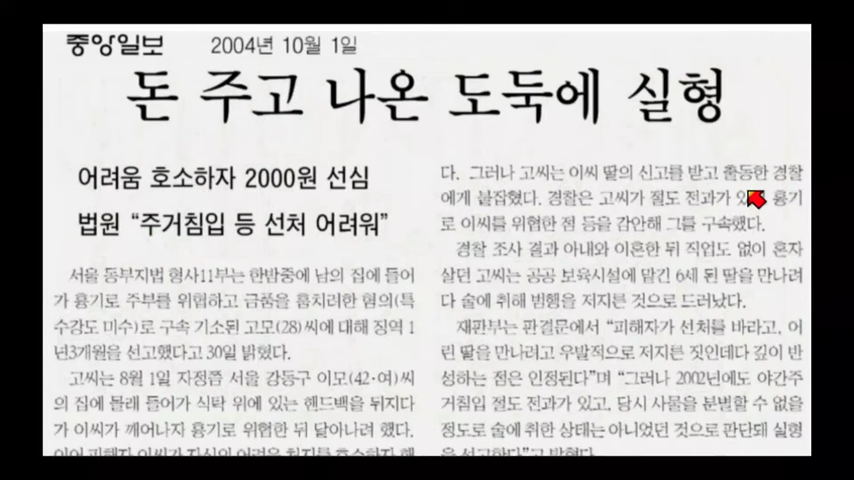 중앙일보 2004년 10월 1일
돈 주고 나온 도둑에 실형
어려움 호소하자 2000원 선심
법원 “주거침입 등 선처 어려워”
서울 동부지법 형사11부는 한밤중에 남의 집에 들어
가 흉기로 주부를 위협하고 금품을 훔치려한 혐의(특
수강도 미수)로 구속 기소된 고모(28)씨에 대해 징역 1
년3개월을 선고했다고 30일 밝혔다.
고씨는 8월 1일 자정쯤 서울 강동구 이모(42·여)씨
의 집에 몰래 들어가 식탁 위에 있는 핸드백을 뒤지다
가 이씨가 깨어나자 흉기로 위협한 뒤 달아나려 했다.
다. 그러나 고씨는 이씨 딸의 신고를 받고 출동한 경찰
에게 붙잡혔다. 경찰은 고씨가 절도 전과가 흉기
로 이씨를 위협한 점 등을 감안해 그를 구속했다.
경찰 조사 결과 아내와 이혼한 뒤 직업도 없이 혼자
살던 고씨는 공공 보육시설에 맡긴 6세 된 딸을 만나려
다 술에 취해 범행을 저지른 것으로 드러났다.
재판부는 판결문에서 “피해자가 선처를 바라고, 어
린 딸을 만나려고 우발적으로 저지른 짓인데다 깊이 반
성하는 점은 인정된다”며 “그러나 2002년에도 야간주
거침입 절도 전과가 있고, 당시 사물을 분별할 수 없을
정도로 술에 취한 상태는 아니었던 것으로 판단돼 실형
을 선고한다”고 밝혔다.